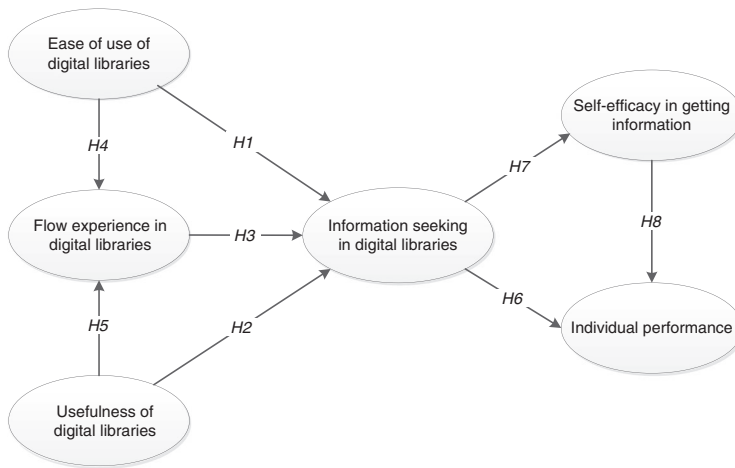 Ease of use of
digital libraries
Self-efficacy in getting
information
H4
H1
H7
Flow experience in
digital libraries
H3
Information seeking
in digital libraries
H8
H5
H2
H6
Individual performance
Usefulness of
digital libraries